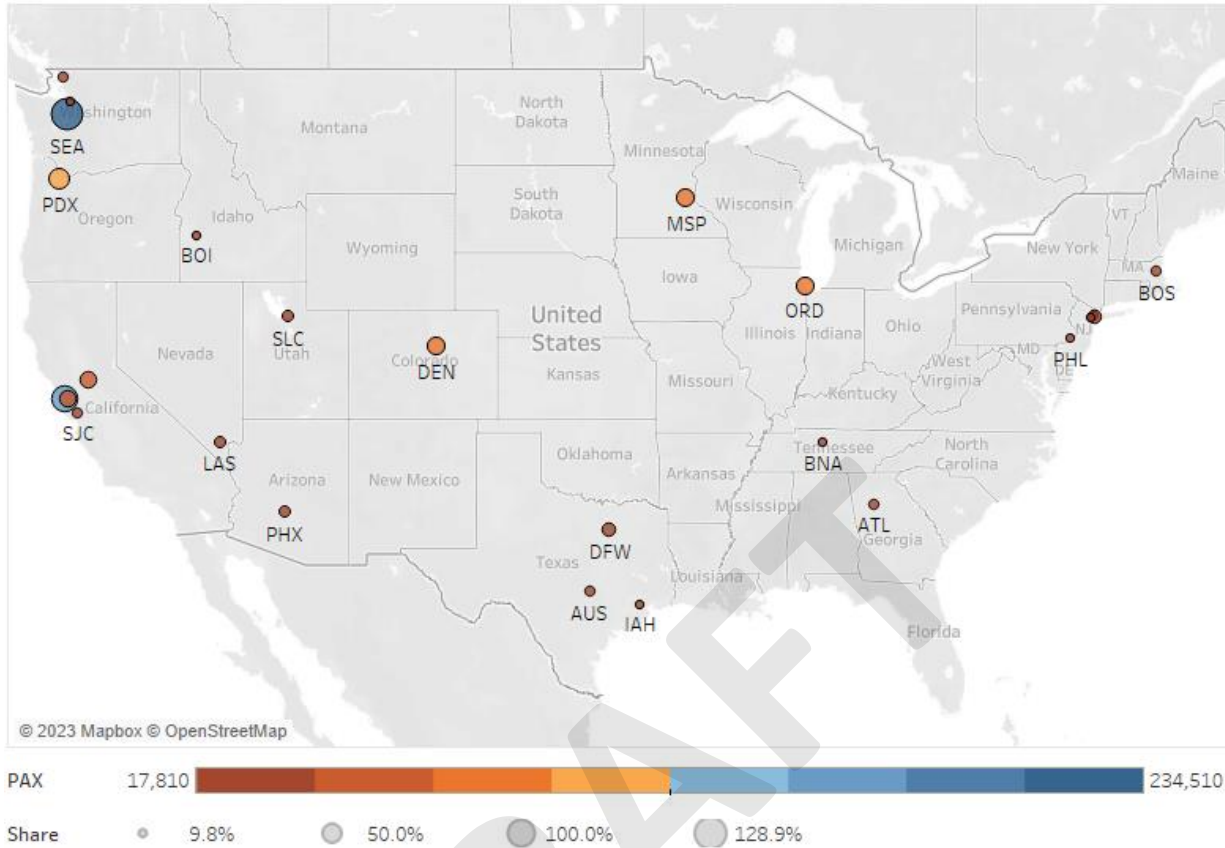 Washington
North
Dakota
Montana
Minnesota
Maine
SEA
PDX
Oregon
Idaho
South
Dakota
MSP
Wisconsin
VT
BOI
Wyoming
Michigan
New York
MA
Iowa
BOS
SLC
Utah
United
States
ORD
Illinois
Indiana
Ohio
Pennsylvania
NJ
Nevada
Colorado
DEN
Kansas
Missouri
West
Virginia
MD
DE
PHL
California
SJC
Kentucky
LAS
Arizona
New Mexico
Oklahoma
Arkansas
Tennessee
BNA
North
Carolina
PHX
Mississippi
ATL
Georgia
DFW
Texas
Louisiana
AUS
IAH
Florida
© 2023 Mapbox © OpenStreetMap
PAX 17,810 234,510
Share 9.8% 50.0% 100.0% 128.9%